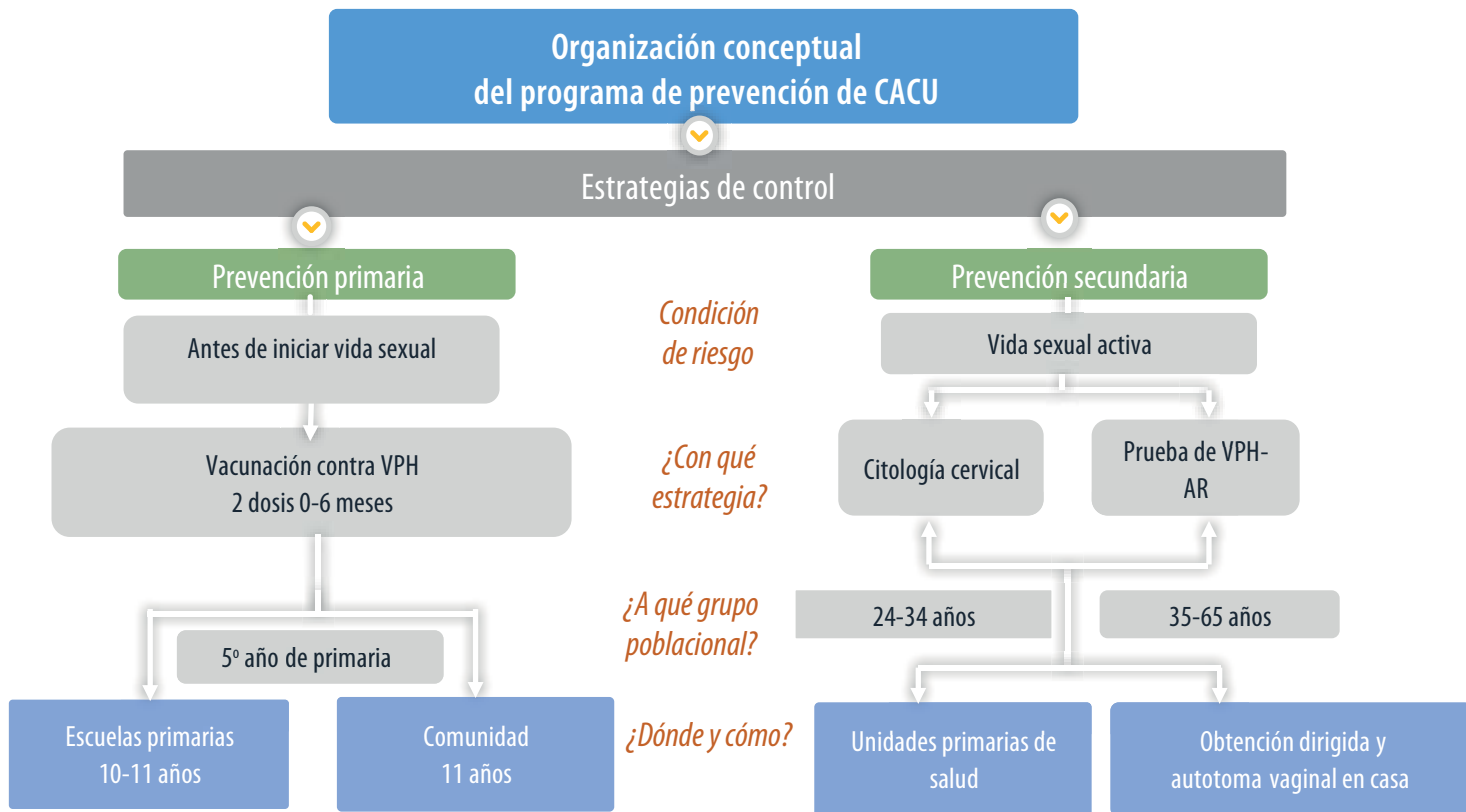 Organización conceptual
del programa de prevención de CACU
Estrategias de control
Prevención primaria
Prevención secundaria
Antes de iniciar vida sexual
Condición
de riesgo
Vida sexual activa
Vacunación contra VPH
2 dosis 0-6 meses
¿Con qué
estrategia?
Citología cervical
Prueba de VPH-
AR
5º año de primaria
¿A qué grupo
poblacional?
24-34 años
35-65 años
Escuelas primarias
10-11 años
Comunidad
11 años
¿Dónde y cómo?
Unidades primarias de
salud
Obtención dirigida y
autotoma vaginal en casa